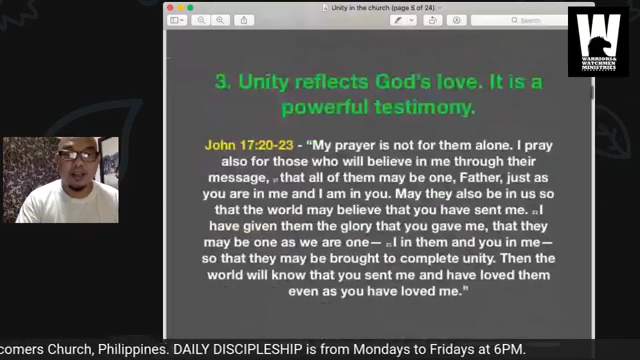 Unity in the church (page 5 of 24)
Search
WARRIORS & WATCHMEN
MINISTRIES
3. Unity reflects God's love. It is a
powerful testimony.
John 17:20-23 - "My prayer is not for them alone. I pray
also for those who will believe in me through their
message, 21 that all of them may be one, Father, just as
you are in me and I am in you. May they also be in us so
that the world may believe that you have sent me. 22 I
have given them the glory that you gave me, that they
may be one as we are one— 23 I in them and you in me—
so that they may be brought to complete unity. Then the
world will know that you sent me and have loved them
even as you have loved me."
comers Church, Philippines. DAILY DISCIPLESHIP is from Mondays to Fridays at 6PM.